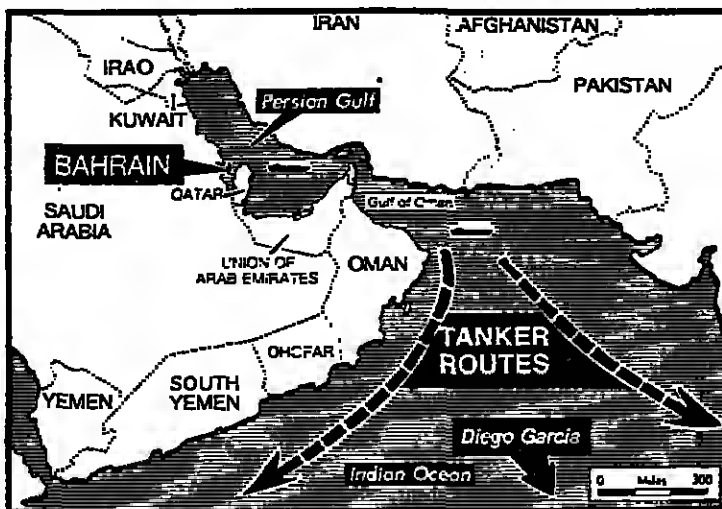 IRAN
AFGHANISTAN
IRAQ
PAKISTAN
Persian Gulf
KUWAIT
BAHRAIN
QATAR
Gulf of Oman
SAUDI
ARABIA
UNION OF
ARAB EMIRATES
OMAN
TANKER
ROUTES
DHOFAR
SOUTH
YEMEN
YEMEN
Diego Garcia
Indian Ocean
0 Miles 300